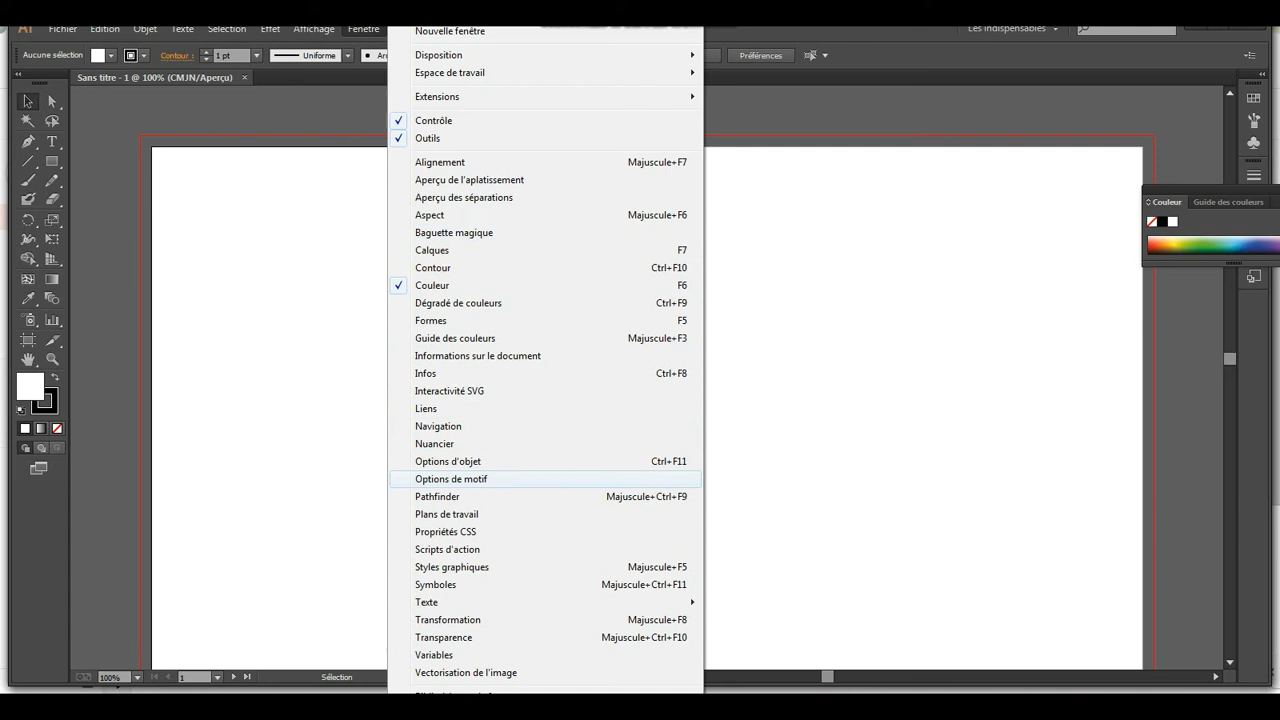 Ai Fichier Edition Objet Texte Sélection Effet Affichage Fenêtre Les indispensables
Nouvelle fenêtre
Aucune sélection Contour : 1 pt Uniforme Préférences
Disposition
Espace de travail
Sans titre - 1 @ 100% (CMJN/Aperçu)
Extensions
Contrôle
Outils
Alignement Majuscule+F7
Aperçu de l'aplatissement
Aperçu des séparations
Couleur Guide des couleurs
Aspect Majuscule+F6
Baguette magique
Calques F7
Contour Ctrl+F10
Couleur F6
Dégradé de couleurs Ctrl+F9
Formes F5
Guide des couleurs Majuscule+F3
Informations sur le document
Infos Ctrl+F8
Interactivité SVG
Liens
Navigation
Nuancier
Options d'objet Ctrl+F11
Options de motif
Pathfinder Majuscule+Ctrl+F9
Plans de travail
Propriétés CSS
Scripts d'action
Styles graphiques Majuscule+F5
Symboles Majuscule+Ctrl+F11
Texte
Transformation Majuscule+F8
Transparence Majuscule+Ctrl+F10
Variables
Vectorisation de l'image
100% 1 Sélection